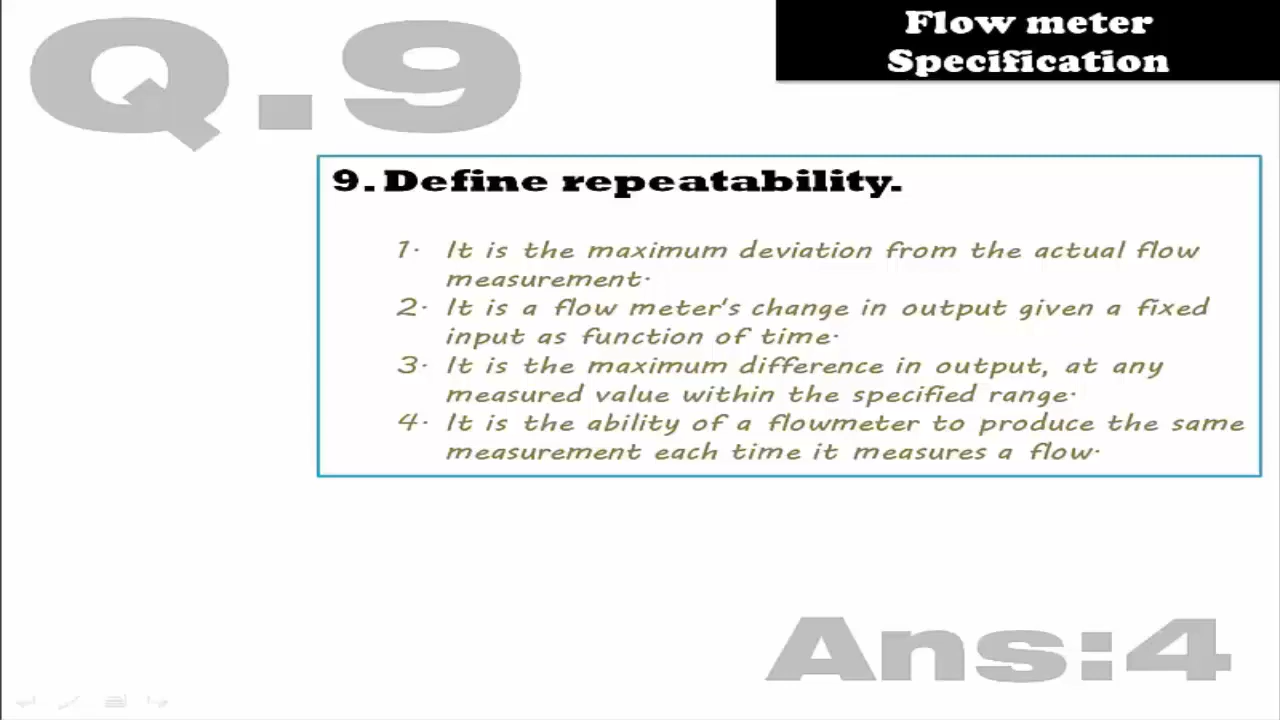 Q.9
Flow meter
Specification
9. Define repeatability.
1. It is the maximum deviation from the actual flow
measurement.
2. It is a flow meter's change in output given a fixed
input as function of time.
3. It is the maximum difference in output, at any
measured value within the specified range.
4. It is the ability of a flowmeter to produce the same
measurement each time it measures a flow.
Ans:4